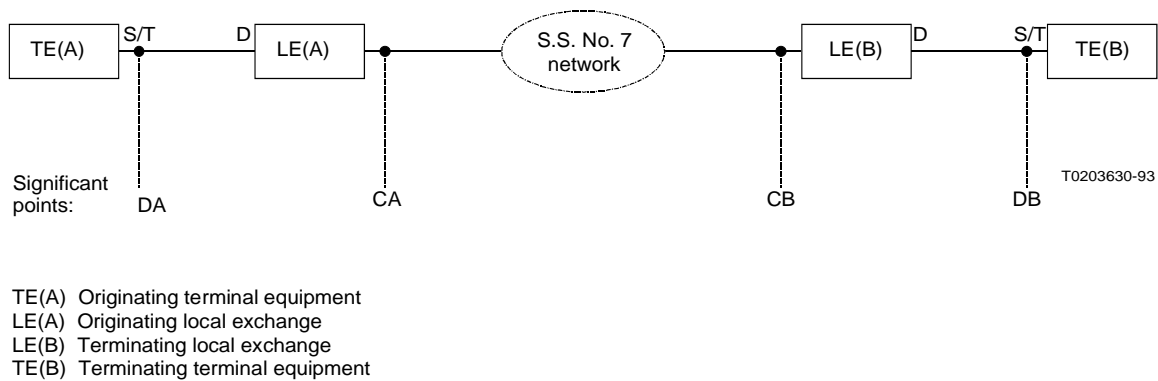 TE(A)
S/T
D
LE(A)
S.S. No. 7
network
LE(B)
D
S/T
TE(B)
Significant
points:
DA
CA
CB
DB
T0203630-93
TE(A) Originating terminal equipment
LE(A) Originating local exchange
LE(B) Terminating local exchange
TE(B) Terminating terminal equipment